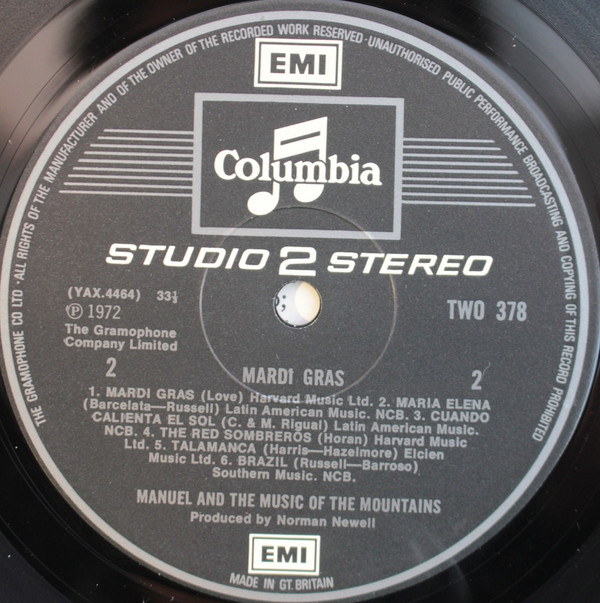 THE GRAMOPHONE CO LTD · ALL RIGHTS OF THE MANUFACTURER AND OF THE OWNER OF THE RECORDED WORK RESERVED · UNAUTHORISED PUBLIC PERFORMANCE BROADCASTING AND COPYING OF THIS RECORD PROHIBITED
EMI
Columbia
STUDIO 2 STEREO
(YAX.4464) 33⅓
TWO 378
Ⓟ 1972
The Gramophone
Company Limited
2
2
MARDI GRAS
1. MARDI GRAS (Love) Harvard Music Ltd. 2. MARIA ELENA
(Barcelata—Russell) Latin American Music. NCB. 3. CUANDO
CALIENTA EL SOL (C. & M. Rigual) Latin American Music.
NCB. 4. THE RED SOMBREROS (Horan) Harvard Music
Ltd. 5. TALAMANCA (Harris—Hazelmore) Elcien
Music Ltd. 6. BRAZIL (Russell—Barroso)
Southern Music. NCB.
MANUEL AND THE MUSIC OF THE MOUNTAINS
Produced by Norman Newell
EMI
MADE IN GT. BRITAIN